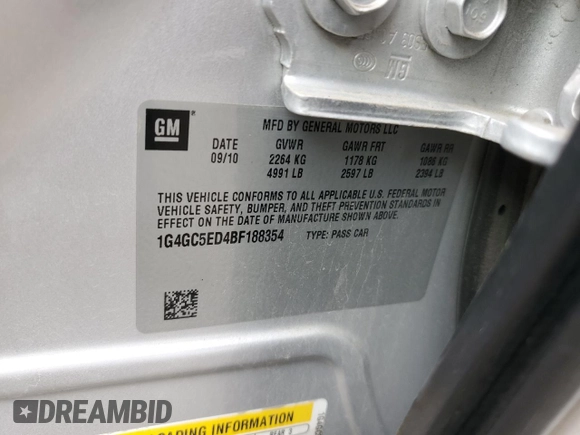 GM
MFD BY GENERAL MOTORS LLC
DATE GVWR GAWR FRT GAWR RR
09/10 2264 KG 1178 KG 1086 KG
4991 LB 2597 LB 2394 LB
THIS VEHICLE CONFORMS TO ALL APPLICABLE U.S. FEDERAL MOTOR
VEHICLE SAFETY, BUMPER, AND THEFT PREVENTION STANDARDS IN
EFFECT ON THE DATE OF MANUFACTURE SHOWN ABOVE.
1G4GC5ED4BF188354 TYPE: PASS CAR
LOADING INFORMATION
DREAMBID